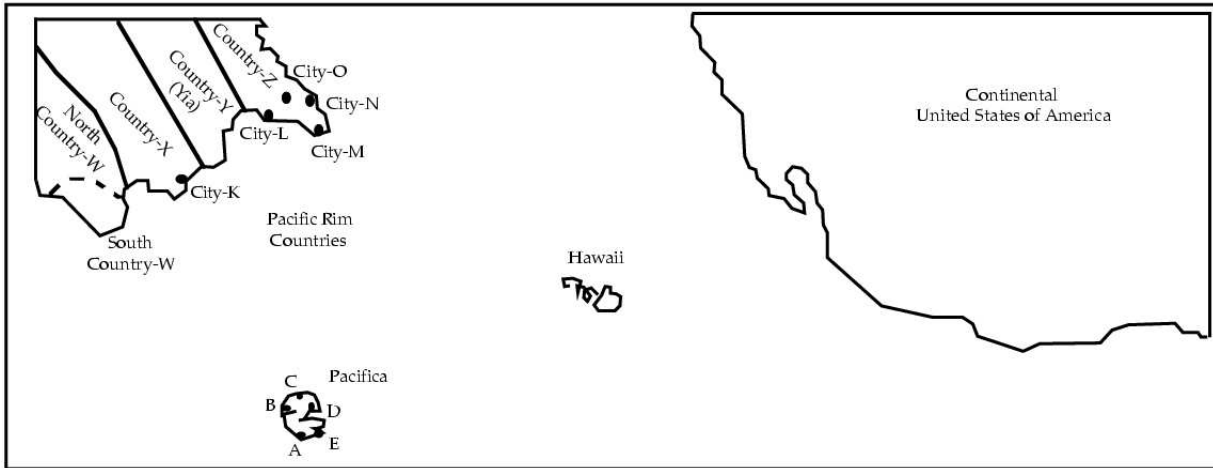 Country-Z
City-O
Country-Y
(Yia)
City-N
Country-X
City-L
North
Country-W
City-M
City-K
South
Country-W
Pacific Rim
Countries
Continental
United States of America
Hawaii
Pacifica
C
B
D
A
E